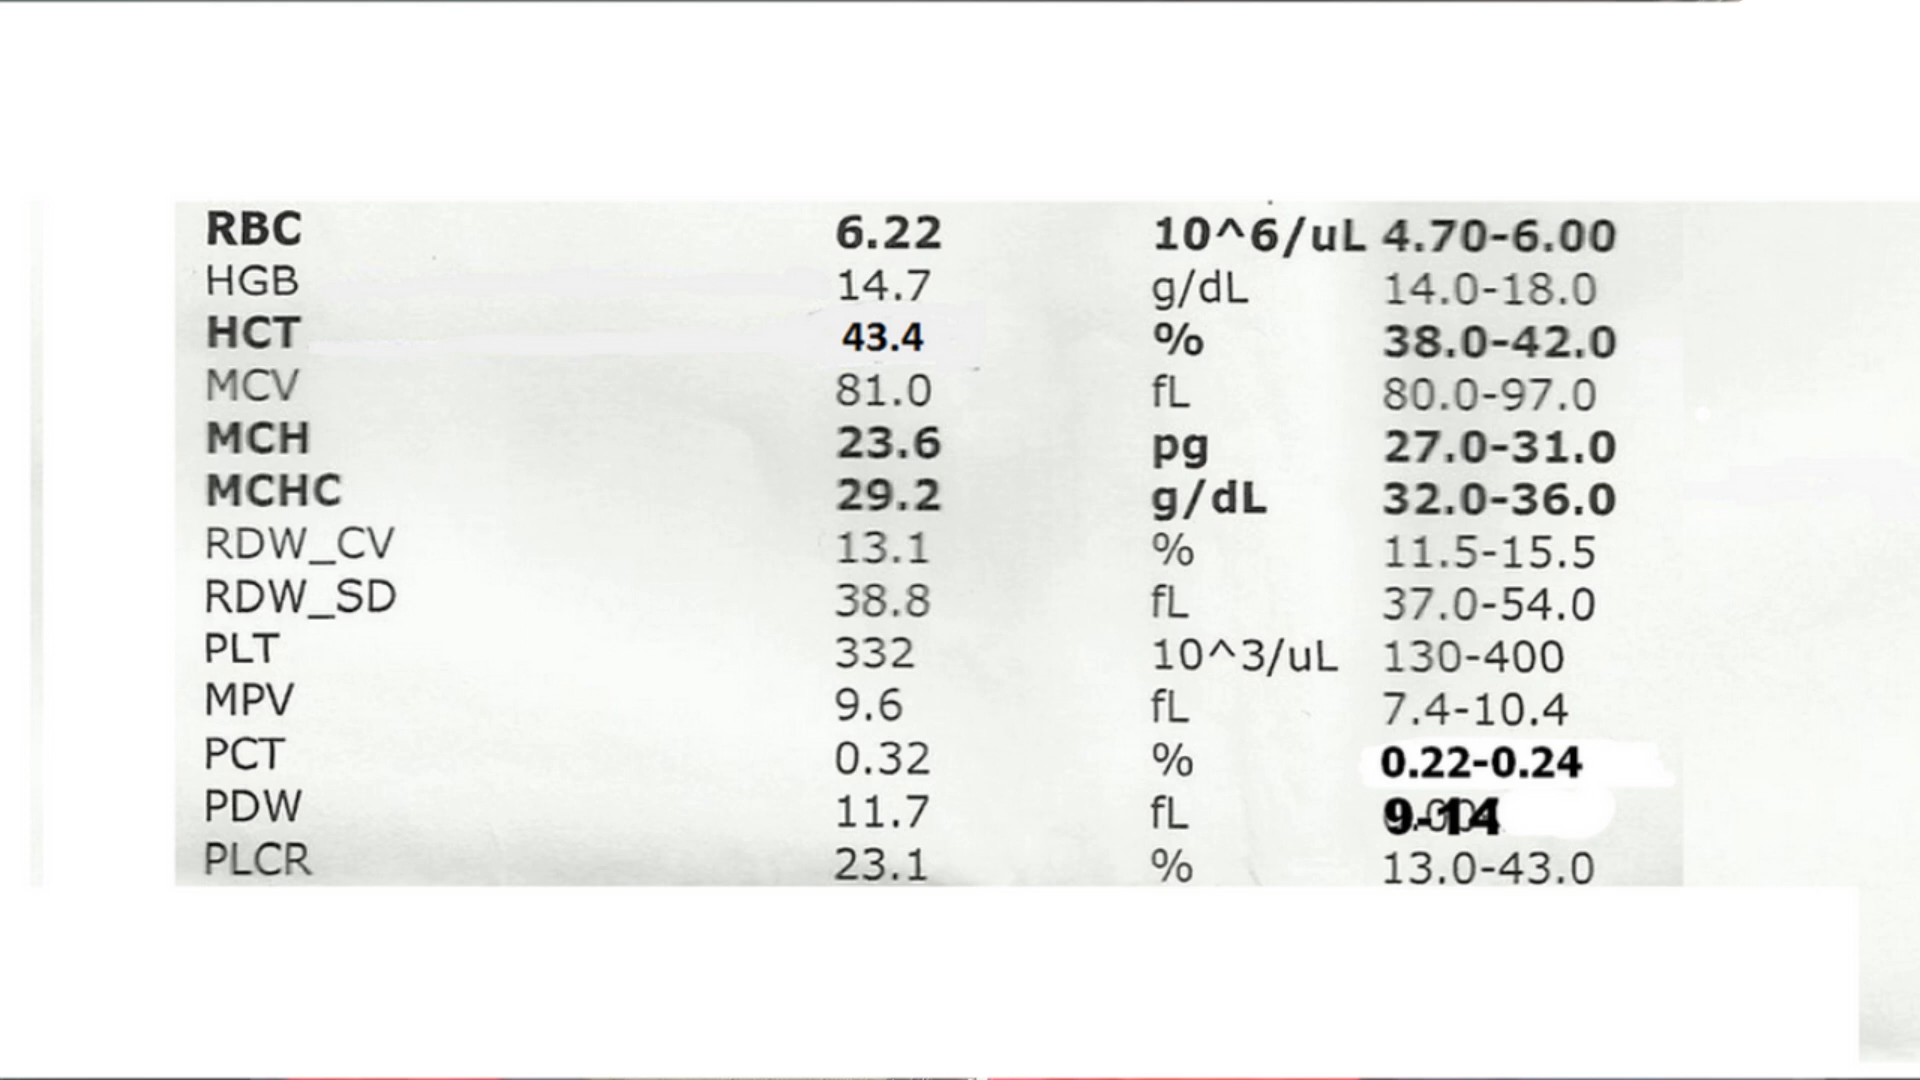 RBC 6.22 10^6/uL 4.70-6.00
HGB 14.7 g/dL 14.0-18.0
HCT 43.4 % 38.0-42.0
MCV 81.0 fL 80.0-97.0
MCH 23.6 pg 27.0-31.0
MCHC 29.2 g/dL 32.0-36.0
RDW_CV 13.1 % 11.5-15.5
RDW_SD 38.8 fL 37.0-54.0
PLT 332 10^3/uL 130-400
MPV 9.6 fL 7.4-10.4
PCT 0.32 % 0.22-0.24
PDW 11.7 fL 9-14
PLCR 23.1 % 13.0-43.0